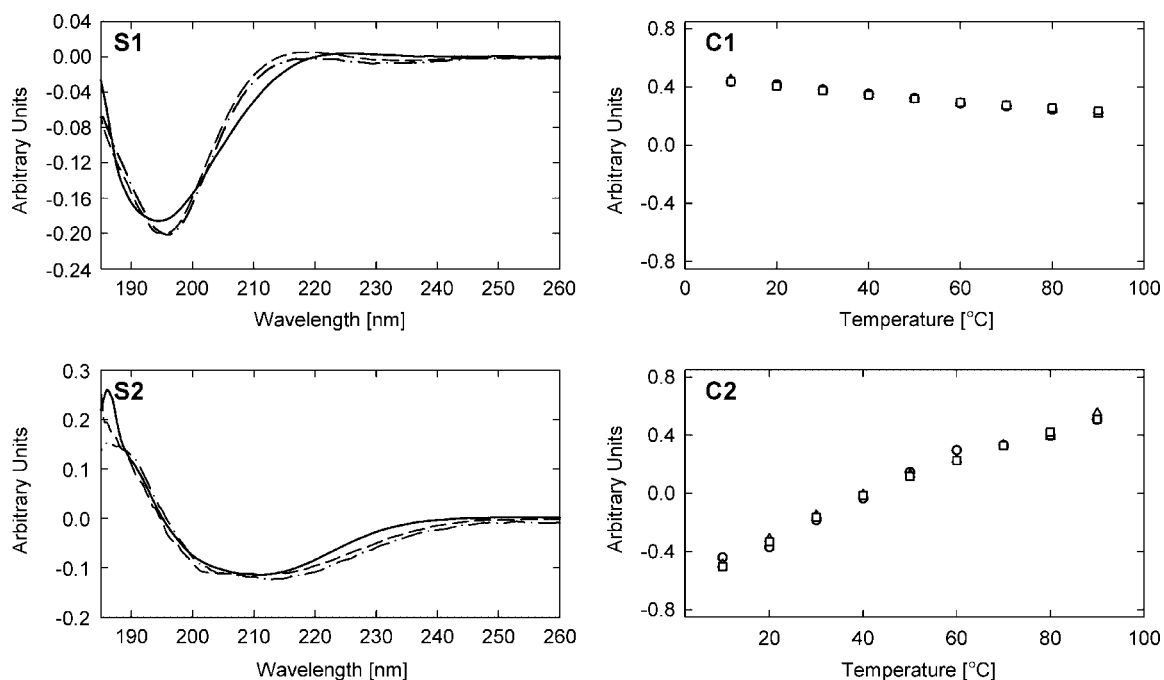 S1
0.04
0.00
-0.04
-0.08
-0.12
-0.16
-0.20
-0.24
Arbitrary Units
190 200 210 220 230 240 250 260
Wavelength [nm]
C1
0.8
0.4
0.0
-0.4
-0.8
Arbitrary Units
0 20 40 60 80 100
Temperature [°C]
S2
0.3
0.2
0.1
0.0
-0.1
-0.2
Arbitrary Units
190 200 210 220 230 240 250 260
Wavelength [nm]
C2
0.8
0.4
0.0
-0.4
-0.8
Arbitrary Units
20 40 60 80 100
Temperature [°C]